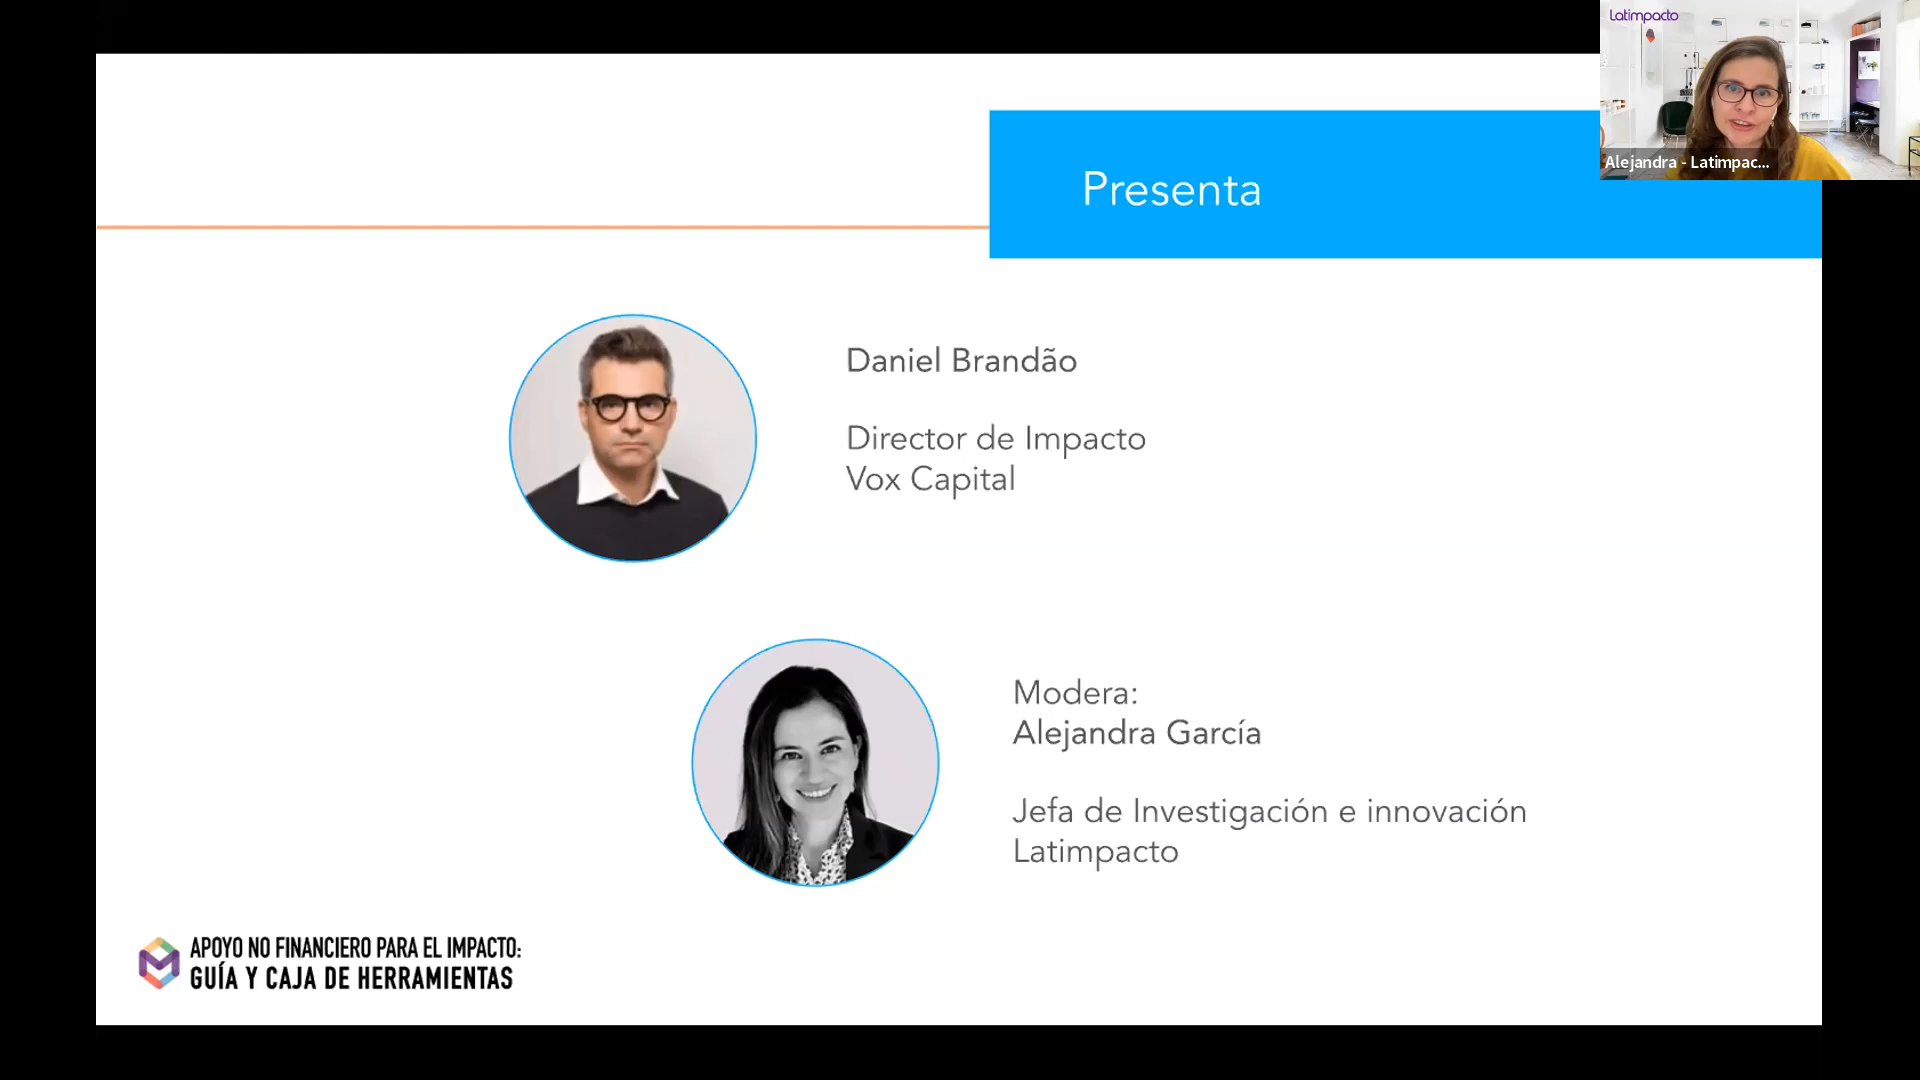 Latimpacto
Alejandra - Latimpac...
Presenta
Daniel Brandão
Director de Impacto
Vox Capital
Modera:
Alejandra García
Jefa de Investigación e innovación
Latimpacto
APOYO NO FINANCIERO PARA EL IMPACTO:
GUÍA Y CAJA DE HERRAMIENTAS